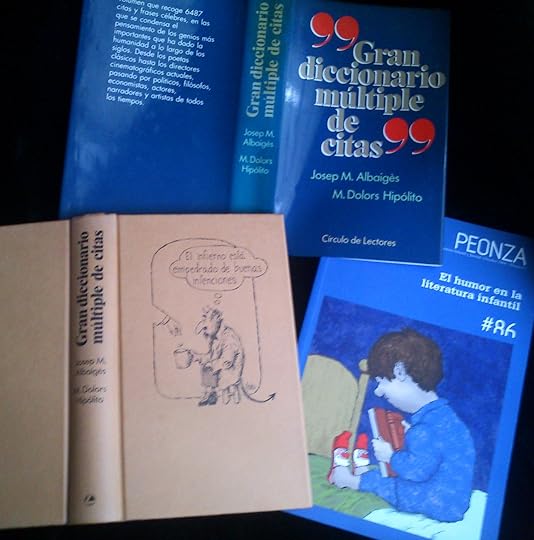 volumen que recoge 6487
citas y frases célebres, en las
que se condensa el
pensamiento de los genios más
importantes que ha dado la
humanidad a lo largo de los
siglos. Desde los poetas
clásicos hasta los directores
cinematográficos actuales,
pasando por políticos, filósofos,
economistas, actores,
narradores y artistas de todos
los tiempos.
Gran diccionario
múltiple de citas
Josep M.
Albaigès
M. Dolors
Hipólito
”Gran
diccionario
múltiple
de
citas”
Josep M. Albaigès
M. Dolors Hipólito
Círculo de Lectores
Gran diccionario
múltiple de citas
Josep M.
Albaigès
M. Dolors
Hipólito
El infierno está
empedrado de buenas
intenciones
PEONZA
El humor en la
literatura infantil
#86